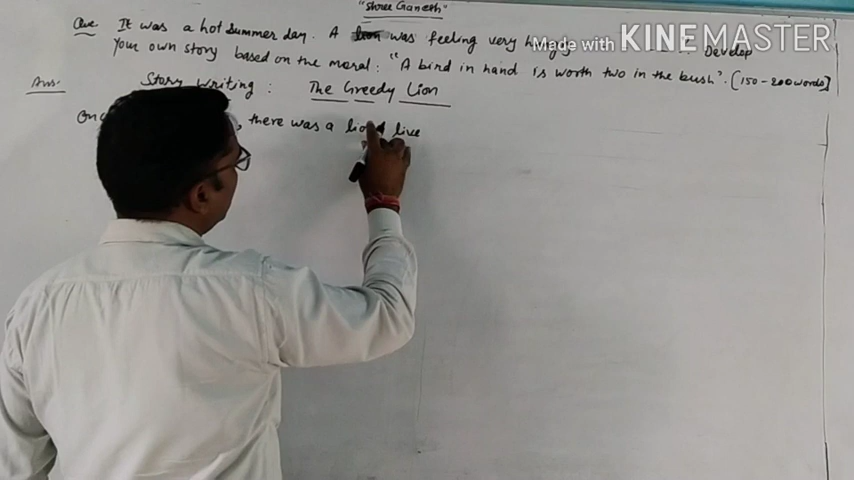 "Shree Ganesh"
Que It was a hot summer day. A lion was feeling very Develop
Your own story based on the moral: "A bird in hand is worth two in the bush". [150-200 words]
Ans. Story Writing: The Greedy Lion
On , there was a lion live
Made with KINEMASTER